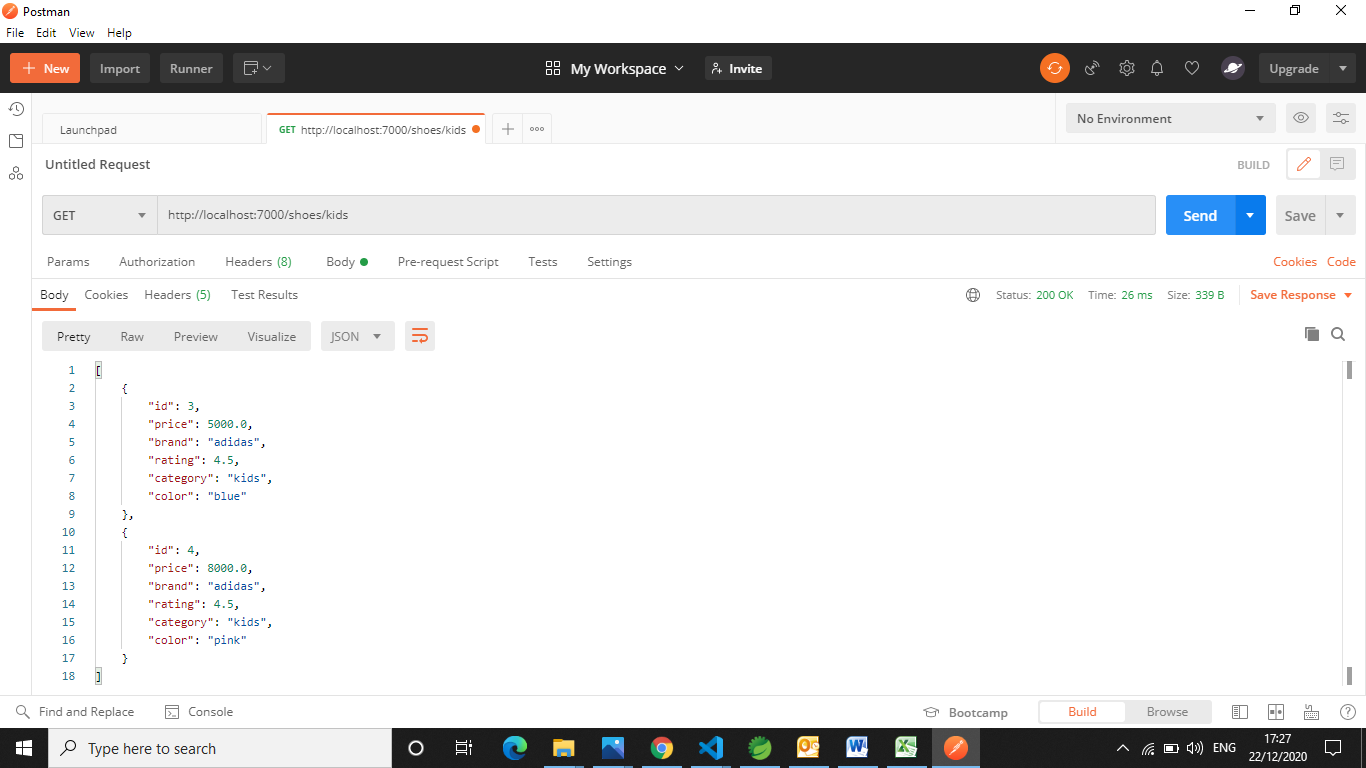 Postman
File Edit View Help
New Import Runner My Workspace Invite Upgrade
Launchpad GET http://localhost:7000/shoes/kids No Environment
Untitled Request BUILD
GET http://localhost:7000/shoes/kids Send Save
Params Authorization Headers (8) Body Pre-request Script Tests Settings Cookies Code
Body Cookies Headers (5) Test Results Status: 200 OK Time: 26 ms Size: 339 B Save Response
Pretty Raw Preview Visualize JSON
1 [
2 {
3 "id": 3,
4 "price": 5000.0,
5 "brand": "adidas",
6 "rating": 4.5,
7 "category": "kids",
8 "color": "blue"
9 },
10 {
11 "id": 4,
12 "price": 8000.0,
13 "brand": "adidas",
14 "rating": 4.5,
15 "category": "kids",
16 "color": "pink"
17 }
18 ]
Find and Replace Console Bootcamp Build Browse
Type here to search ENG 17:27
22/12/2020